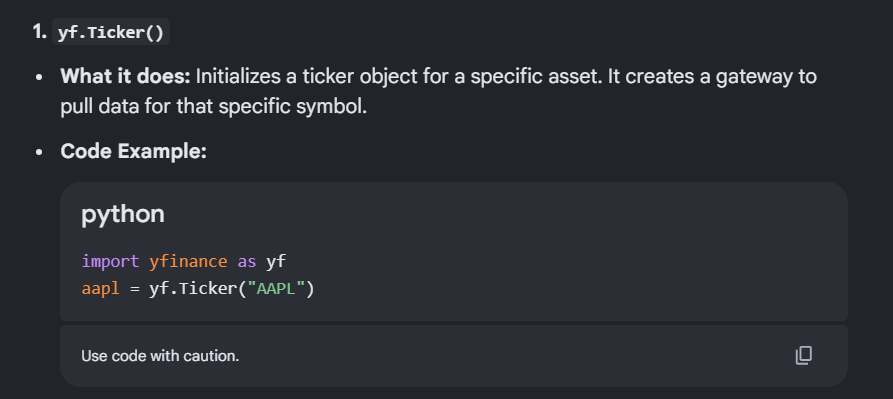 1. yf.Ticker()
• What it does: Initializes a ticker object for a specific asset. It creates a gateway to
pull data for that specific symbol.
• Code Example:
python
import yfinance as yf
aapl = yf.Ticker("AAPL")
Use code with caution.